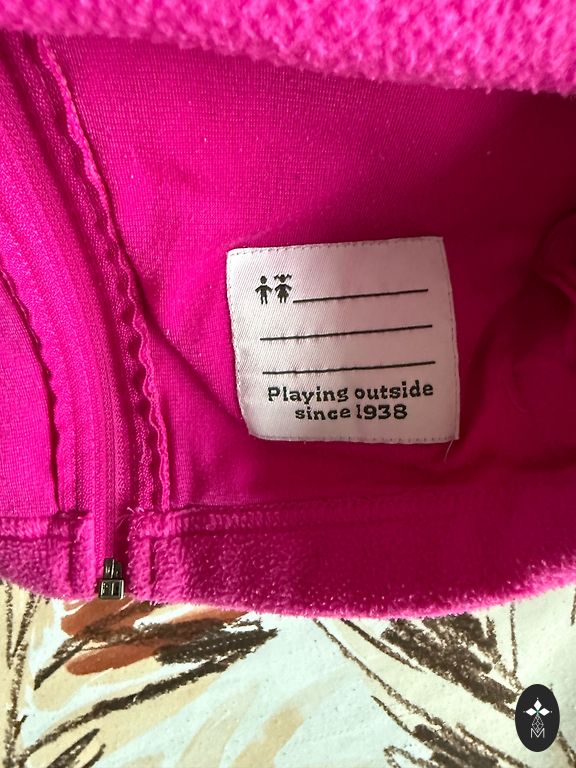 Playing outside
since 1938
M